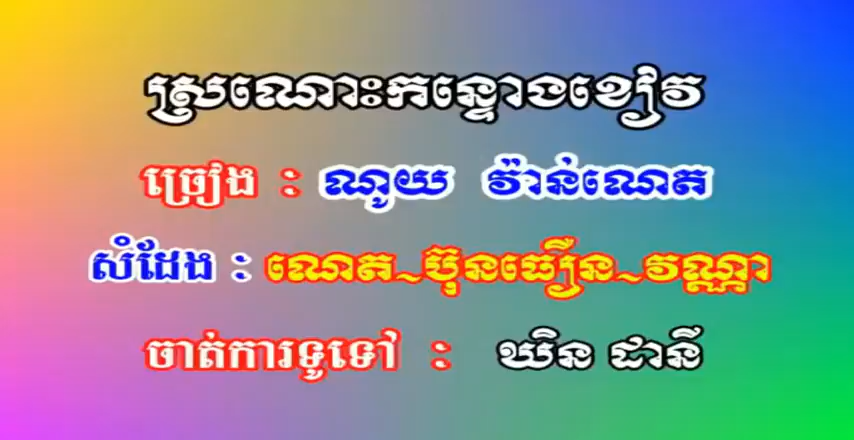 ស្រណោះកន្ទោងខៀវ
ច្រៀង : ណូយ វ៉ាន់ណេត
សំដែង : ណេត~ប៊ុនធឿន~វណ្ណា
ចាត់ការទូទៅ : ឃិន ដានី